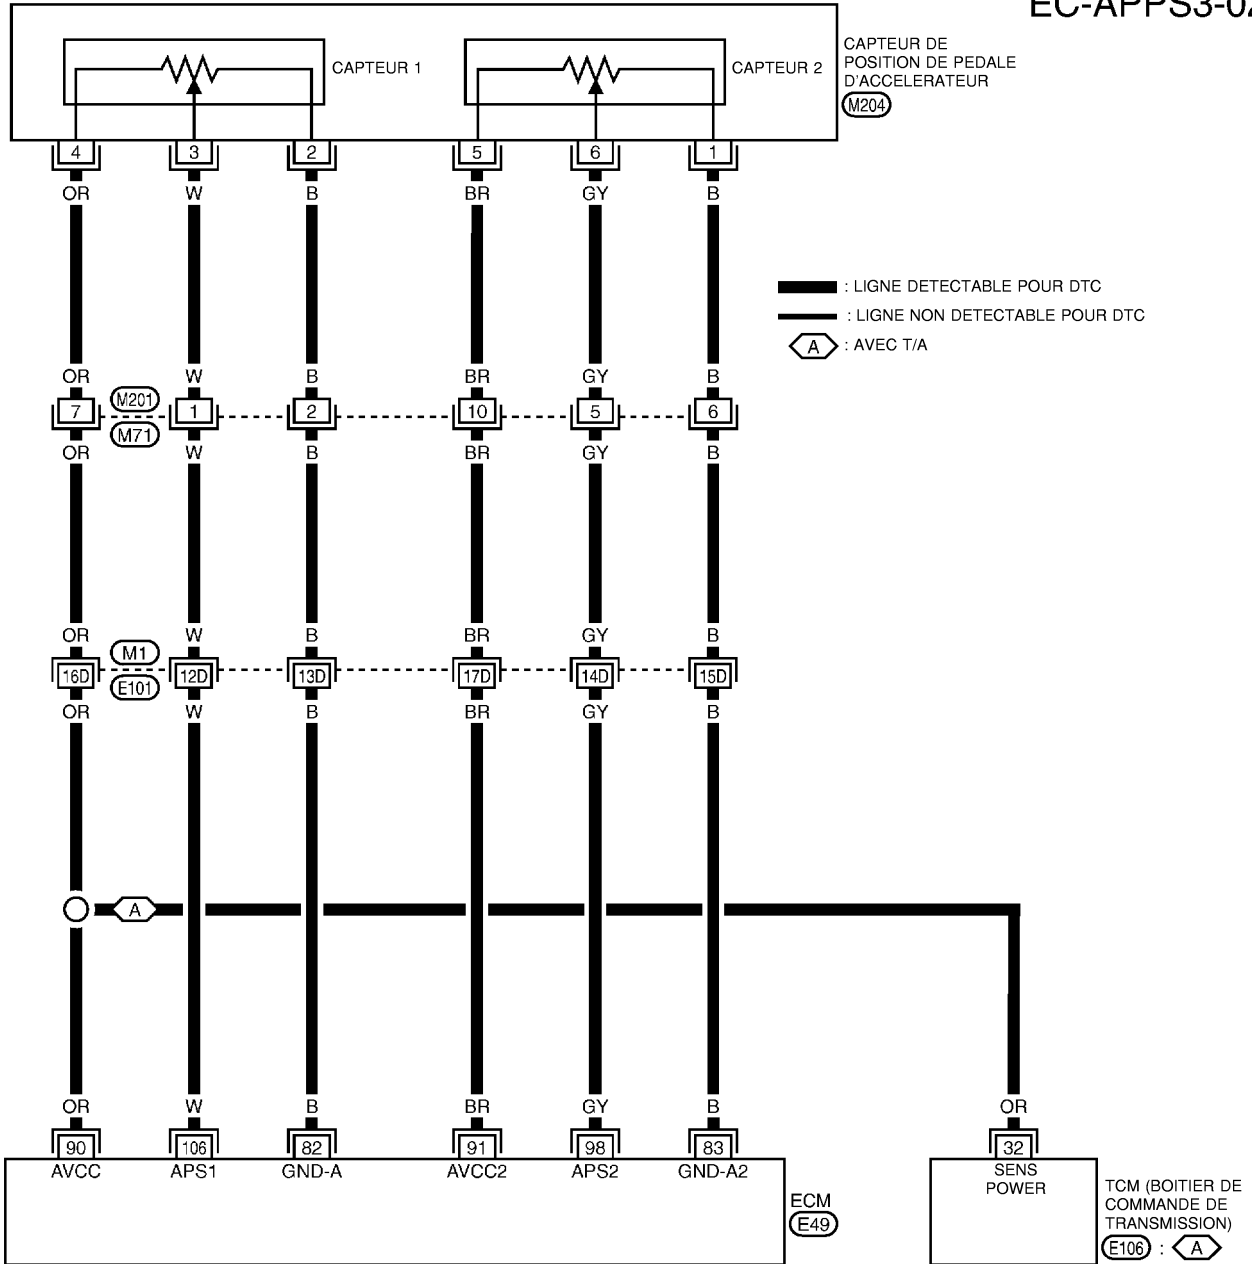 EC-APPS3-02
CAPTEUR 1
CAPTEUR 2
CAPTEUR DE
POSITION DE PEDALE
D'ACCELERATEUR
M204
4 3 2 5 6 1
OR W B BR GY B
: LIGNE DETECTABLE POUR DTC
: LIGNE NON DETECTABLE POUR DTC
A : AVEC T/A
OR W B BR GY B
M201
7 1 2 10 5 6
M71
OR W B BR GY B
OR W B BR GY B
M1
16D 12D 13D 17D 14D 15D
E101
OR W B BR GY B
A
OR W B BR GY B OR
90 106 82 91 98 83 32
AVCC APS1 GND-A AVCC2 APS2 GND-A2
SENS
POWER
ECM
E49
TCM (BOITIER DE
COMMANDE DE
TRANSMISSION)
E106 : A